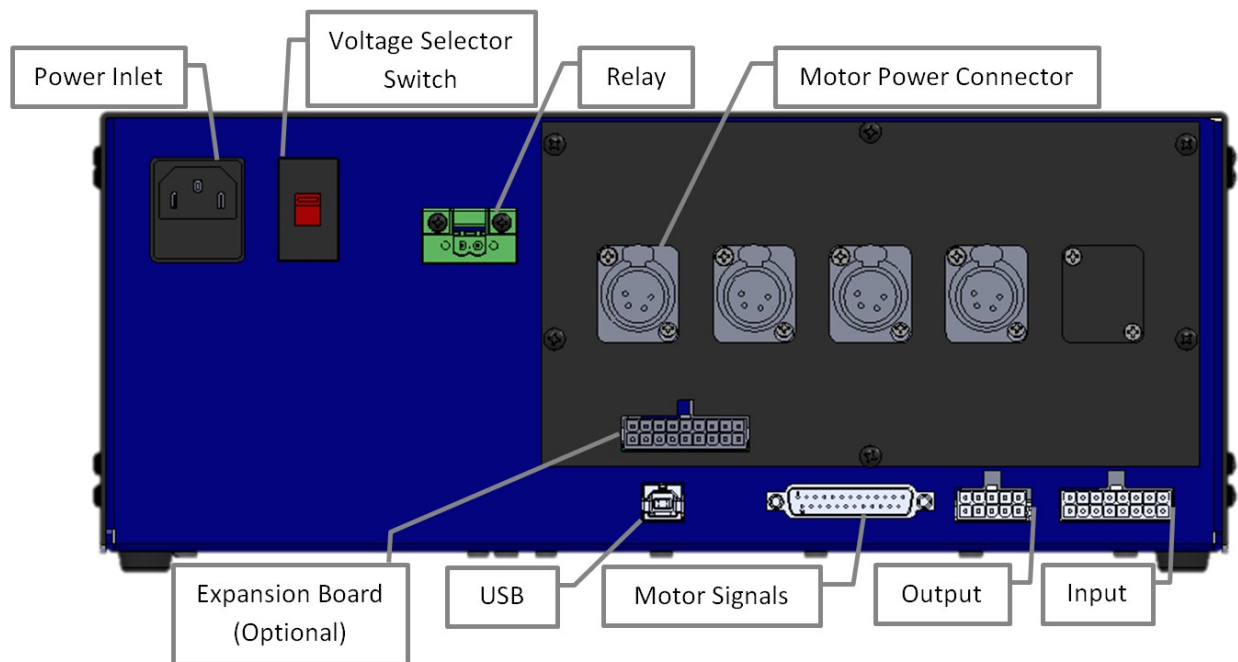 Voltage Selector
Switch
Power Inlet
Relay
Motor Power Connector
Expansion Board
(Optional)
USB
Motor Signals
Output
Input